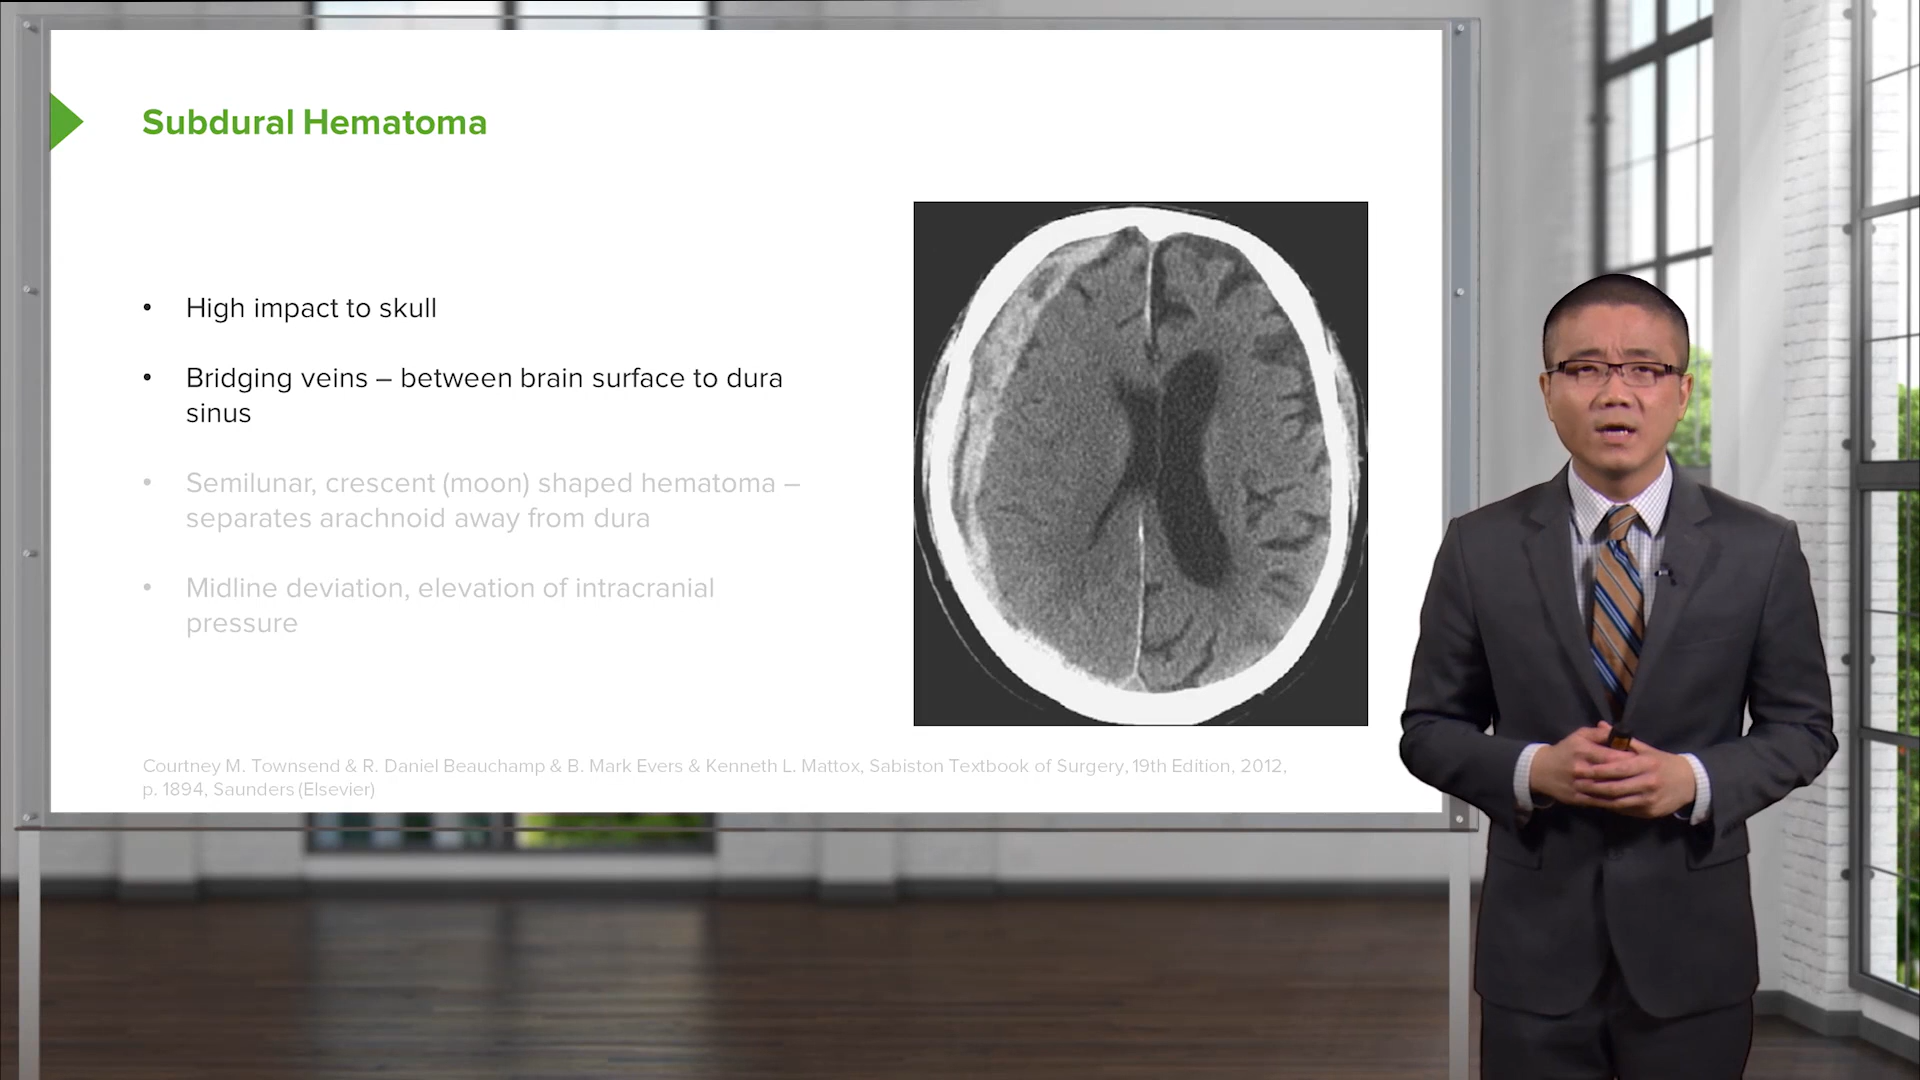 Subdural Hematoma
• High impact to skull
• Bridging veins – between brain surface to dura
sinus
• Semilunar, crescent (moon) shaped hematoma –
separates arachnoid away from dura
• Midline deviation, elevation of intracranial
pressure
Courtney M. Townsend & R. Daniel Beauchamp & B. Mark Evers & Kenneth L. Mattox, Sabiston Textbook of Surgery, 19th Edition, 2012,
p. 1894, Saunders (Elsevier)